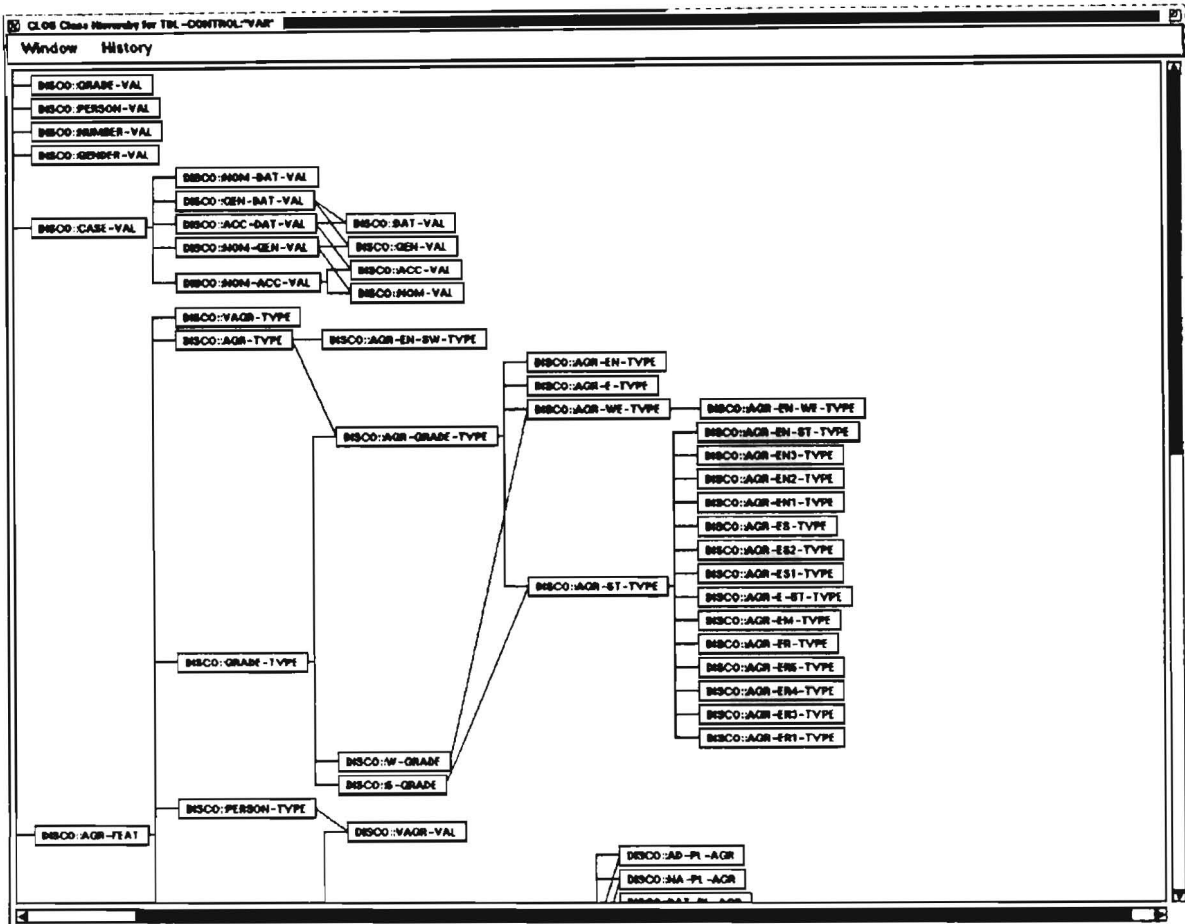 CLOS Class Hierarchy for TDL-CONTROL:"VAR"
Window History
DISCO::GRADE-VAL
DISCO::PERSON-VAL
DISCO::NUMBER-VAL
DISCO::GENDER-VAL
DISCO::NOM-DAT-VAL
DISCO::GEN-DAT-VAL
DISCO::CASE-VAL
DISCO::ACC-DAT-VAL
DISCO::DAT-VAL
DISCO::NOM-GEN-VAL
DISCO::GEN-VAL
DISCO::ACC-VAL
DISCO::NOM-ACC-VAL
DISCO::NOM-VAL
DISCO::VAGR-TYPE
DISCO::AGR-TYPE
DISCO::AGR-EN-SW-TYPE
DISCO::AGR-EN-TYPE
DISCO::AGR-E-TYPE
DISCO::AGR-WE-TYPE
DISCO::AGR-EN-WE-TYPE
DISCO::AGR-GRADE-TYPE
DISCO::AGR-EN-ST-TYPE
DISCO::AGR-EN3-TYPE
DISCO::AGR-EN2-TYPE
DISCO::AGR-EN1-TYPE
DISCO::AGR-ES-TYPE
DISCO::AGR-ES2-TYPE
DISCO::AGR-ES1-TYPE
DISCO::AGR-ST-TYPE
DISCO::AGR-E-ST-TYPE
DISCO::AGR-EM-TYPE
DISCO::AGR-ER-TYPE
DISCO::GRADE-TYPE
DISCO::AGR-ER5-TYPE
DISCO::AGR-ER4-TYPE
DISCO::AGR-ER3-TYPE
DISCO::AGR-ER1-TYPE
DISCO::W-GRADE
DISCO::S-GRADE
DISCO::PERSON-TYPE
DISCO::AGR-FEAT
DISCO::VAGR-VAL
DISCO::AD-PL-AGR
DISCO::NA-PL-AGR
DISCO::DAT-PL-AGR